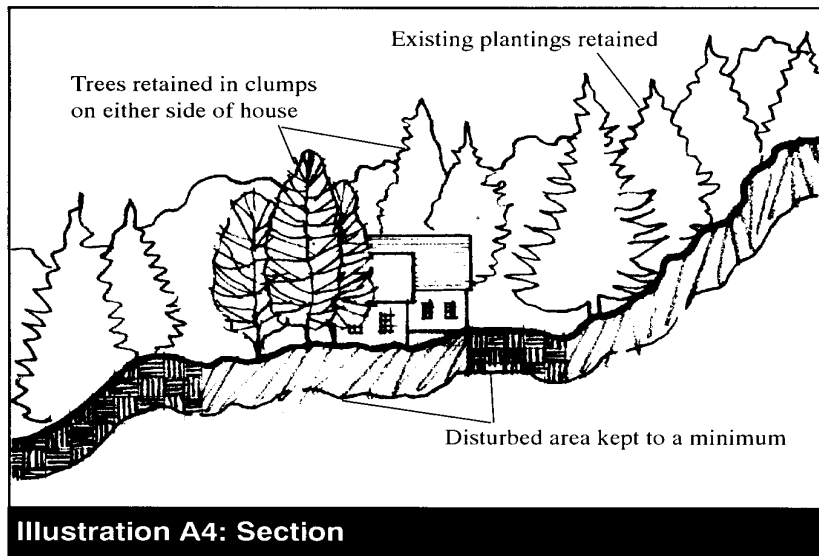 Existing plantings retained
Trees retained in clumps
on either side of house
Disturbed area kept to a minimum
Illustration A4: Section